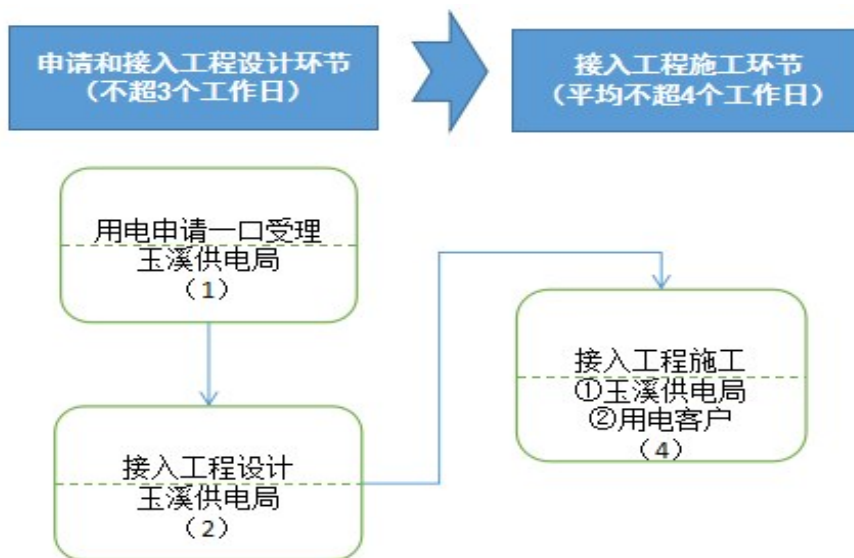 申请和接入工程设计环节
（不超3个工作日）
接入工程施工环节
（平均不超4个工作日）
用电申请一口受理
玉溪供电局
（1）
接入工程设计
玉溪供电局
（2）
接入工程施工
①玉溪供电局
②用电客户
（4）